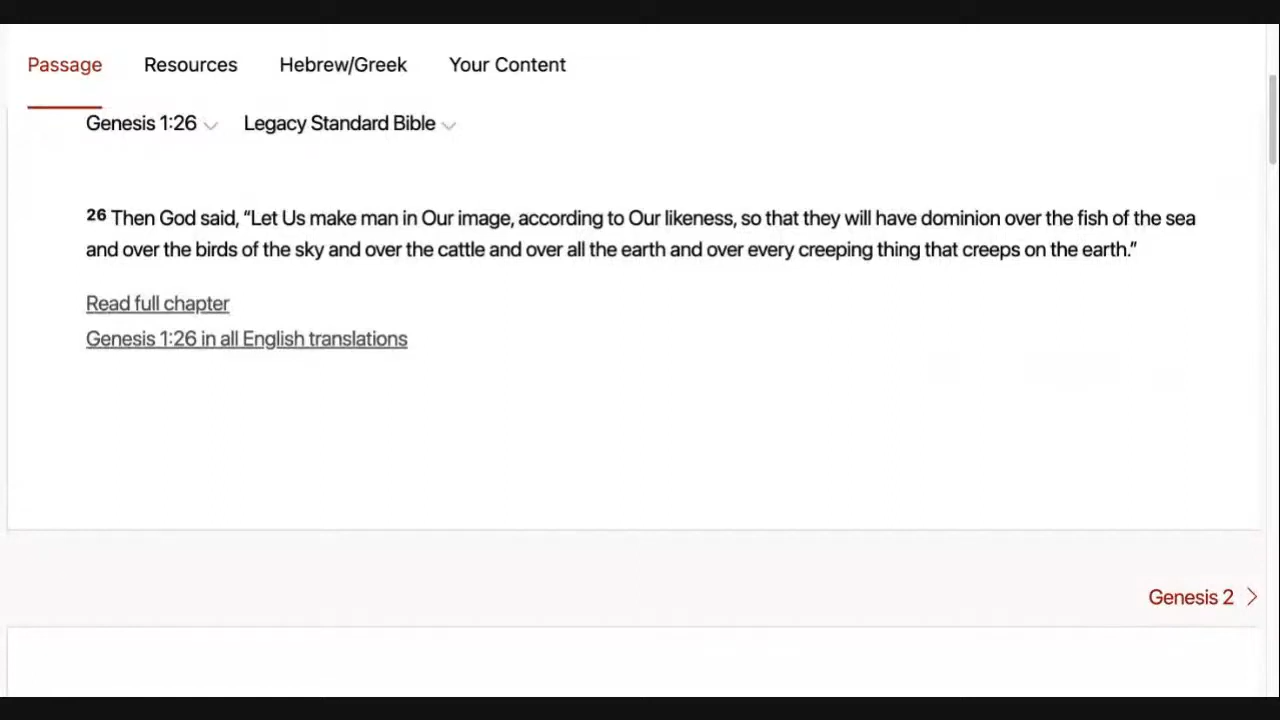 Passage Resources Hebrew/Greek Your Content
Genesis 1:26 Legacy Standard Bible
26 Then God said, “Let Us make man in Our image, according to Our likeness, so that they will have dominion over the fish of the sea
and over the birds of the sky and over the cattle and over all the earth and over every creeping thing that creeps on the earth.”
Read full chapter
Genesis 1:26 in all English translations
Genesis 2